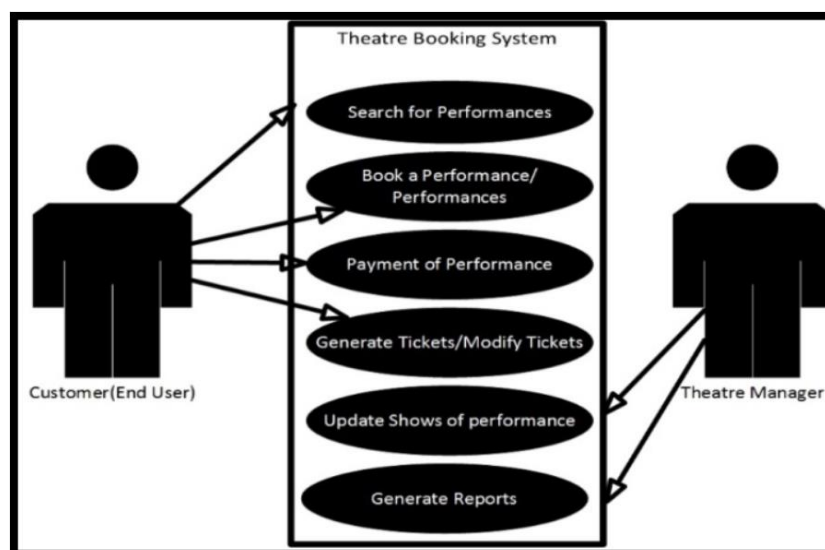 Theatre Booking System
Search for Performances
Book a Performance/
Performances
Payment of Performance
Generate Tickets/Modify Tickets
Customer(End User)
Theatre Manager
Update Shows of performance
Generate Reports